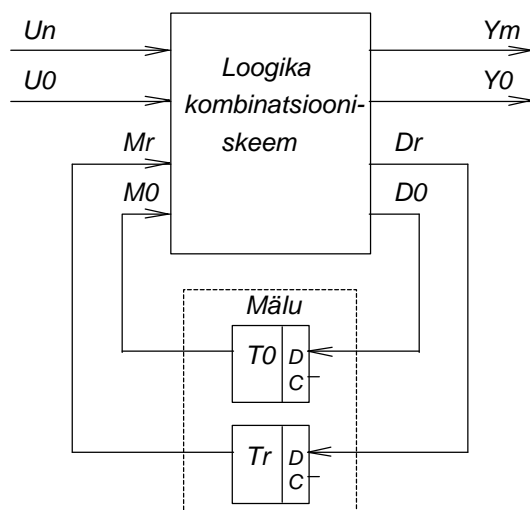 Un
U0
Mr
M0
Loogika
kombinatsiooni-
skeem
Ym
Y0
Dr
D0
Mälu
T0
D
C
Tr
D
C